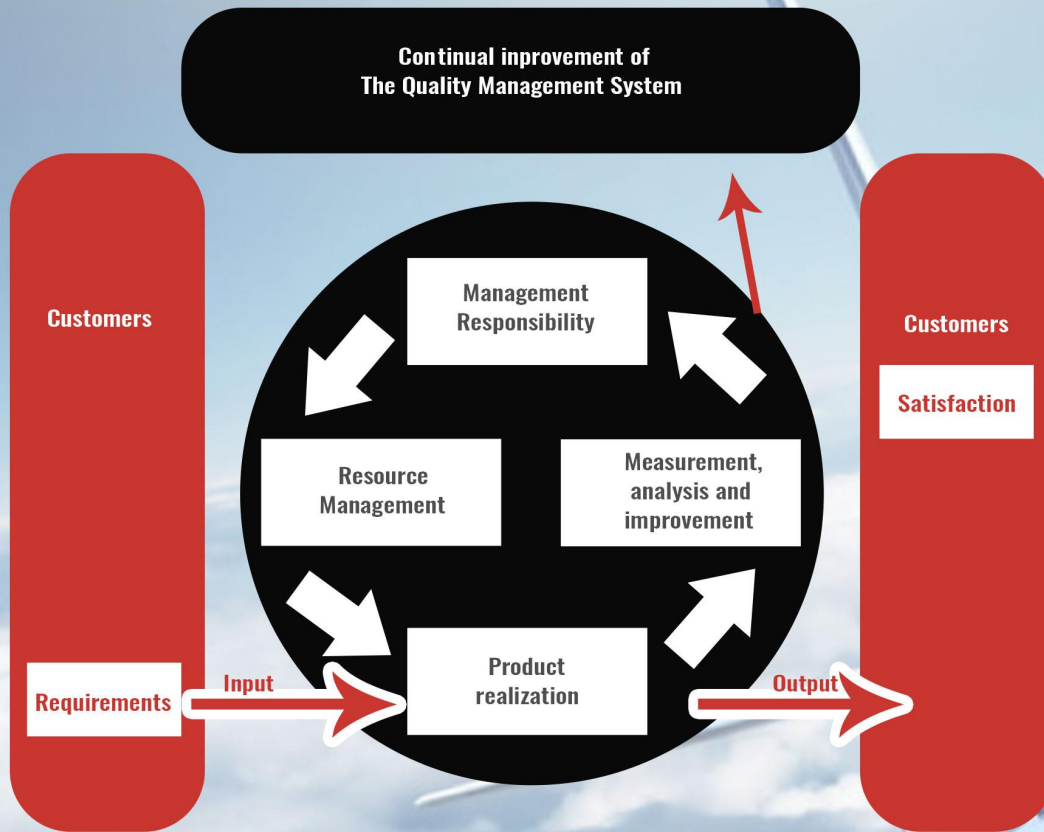 Continual inprovement of
The Quality Management System
Customers
Requirements
Input
Management
Responsibility
Resource
Management
Measurement,
analysis and
improvement
Product
realization
Output
Customers
Satisfaction